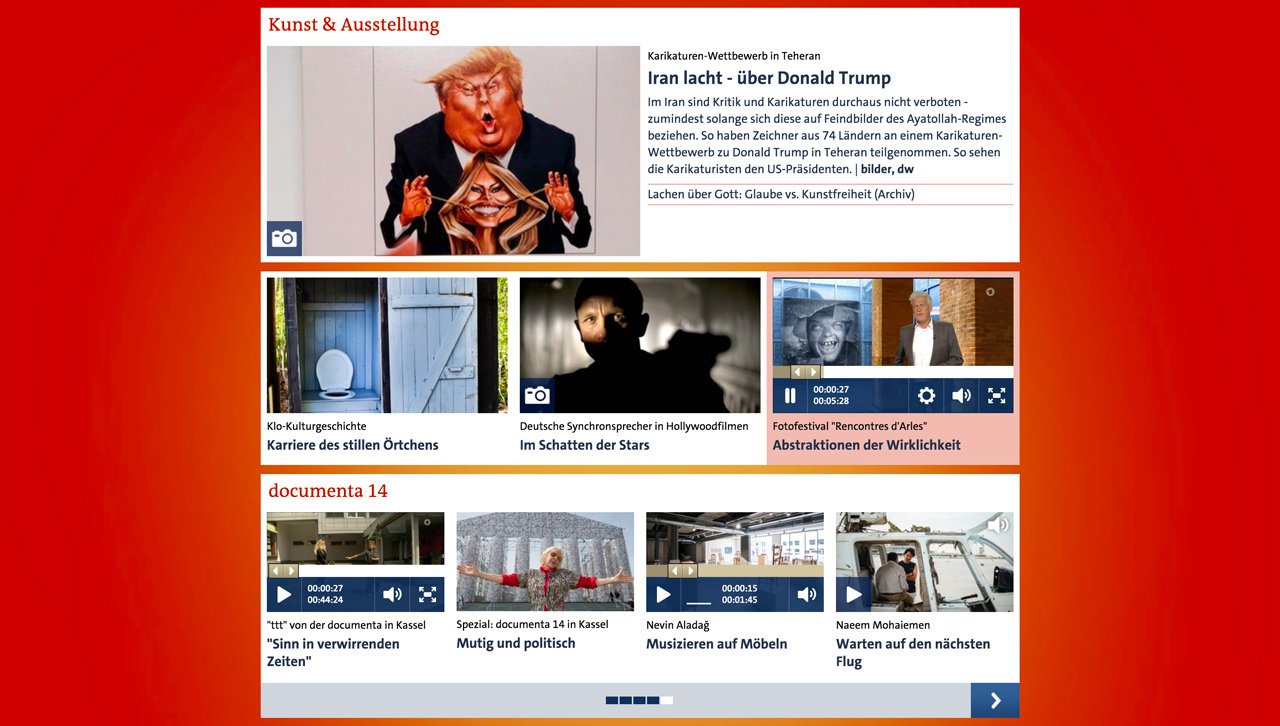 Kunst & Ausstellung
Karikaturen-Wettbewerb in Teheran
Iran lacht - über Donald Trump
Im Iran sind Kritik und Karikaturen durchaus nicht verboten -
zumindest solange sich diese auf Feindbilder des Ayatollah-Regimes
beziehen. So haben Zeichner aus 74 Ländern an einem Karikaturen-
Wettbewerb zu Donald Trump in Teheran teilgenommen. So sehen
die Karikaturisten den US-Präsidenten. | bilder, dw
Lachen über Gott: Glaube vs. Kunstfreiheit (Archiv)
Klo-Kulturgeschichte
Karriere des stillen Örtchens
Deutsche Synchronsprecher in Hollywoodfilmen
Im Schatten der Stars
00:00:27
00:05:28
Fotofestival "Rencontres d'Arles"
Abstraktionen der Wirklichkeit
documenta 14
00:00:27
00:44:24
"ttt" von der documenta in Kassel
"Sinn in verwirrenden
Zeiten"
Spezial: documenta 14 in Kassel
Mutig und politisch
00:00:15
00:01:45
Nevin Aladağ
Musizieren auf Möbeln
Naeem Mohaiemen
Warten auf den nächsten
Flug